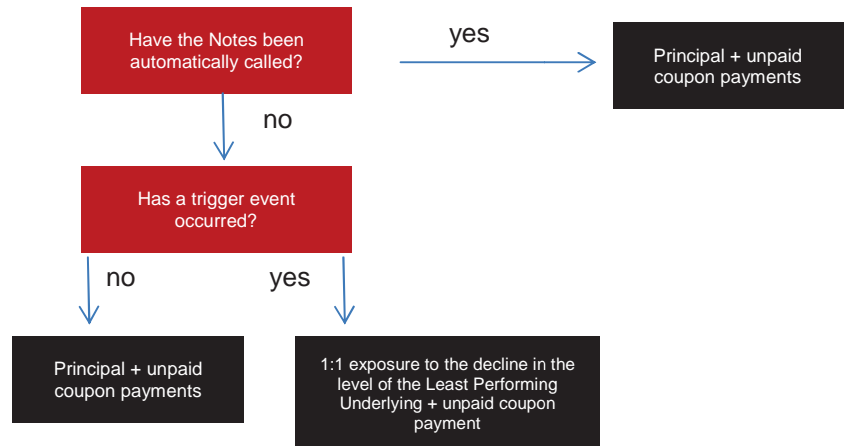 Have the Notes been
automatically called?
yes
Principal + unpaid
coupon payments
no
Has a trigger event
occurred?
no
yes
Principal + unpaid
coupon payments
1:1 exposure to the decline in the
level of the Least Performing
Underlying + unpaid coupon
payment